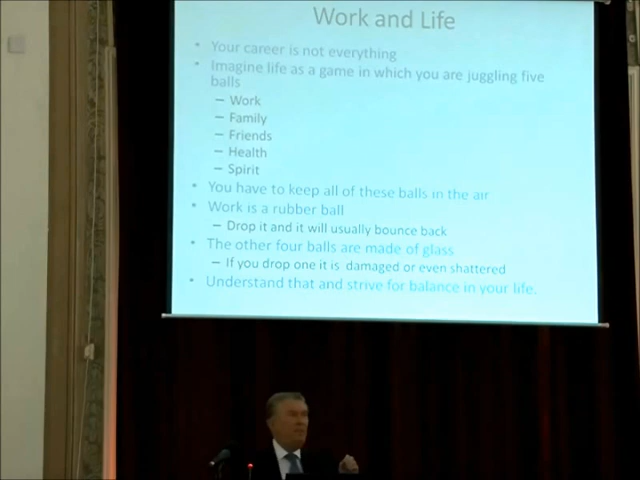 Work and Life
• Your career is not everything
• Imagine life as a game in which you are juggling five
balls
– Work
– Family
– Friends
– Health
– Spirit
• You have to keep all of these balls in the air
• Work is a rubber ball
– Drop it and it will usually bounce back
• The other four balls are made of glass
– If you drop one it is damaged or even shattered
• Understand that and strive for balance in your life.